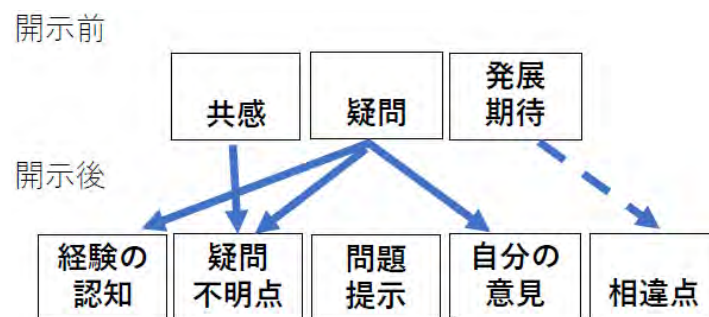 開示前
共感
疑問
発展
期待
開示後
経験の
認知
疑問
不明点
問題
提示
自分の
意見
相違点